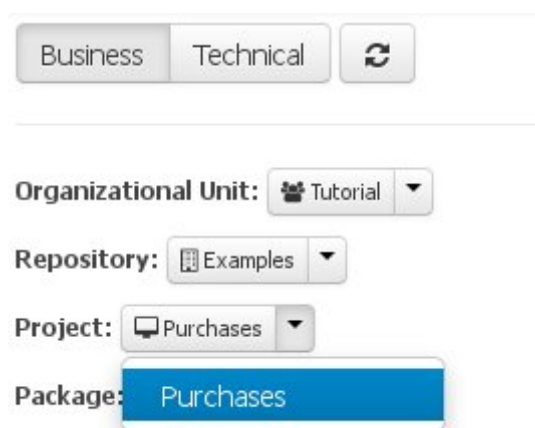 Business Technical
Organizational Unit: Tutorial
Repository: Examples
Project: Purchases
Package: Purchases